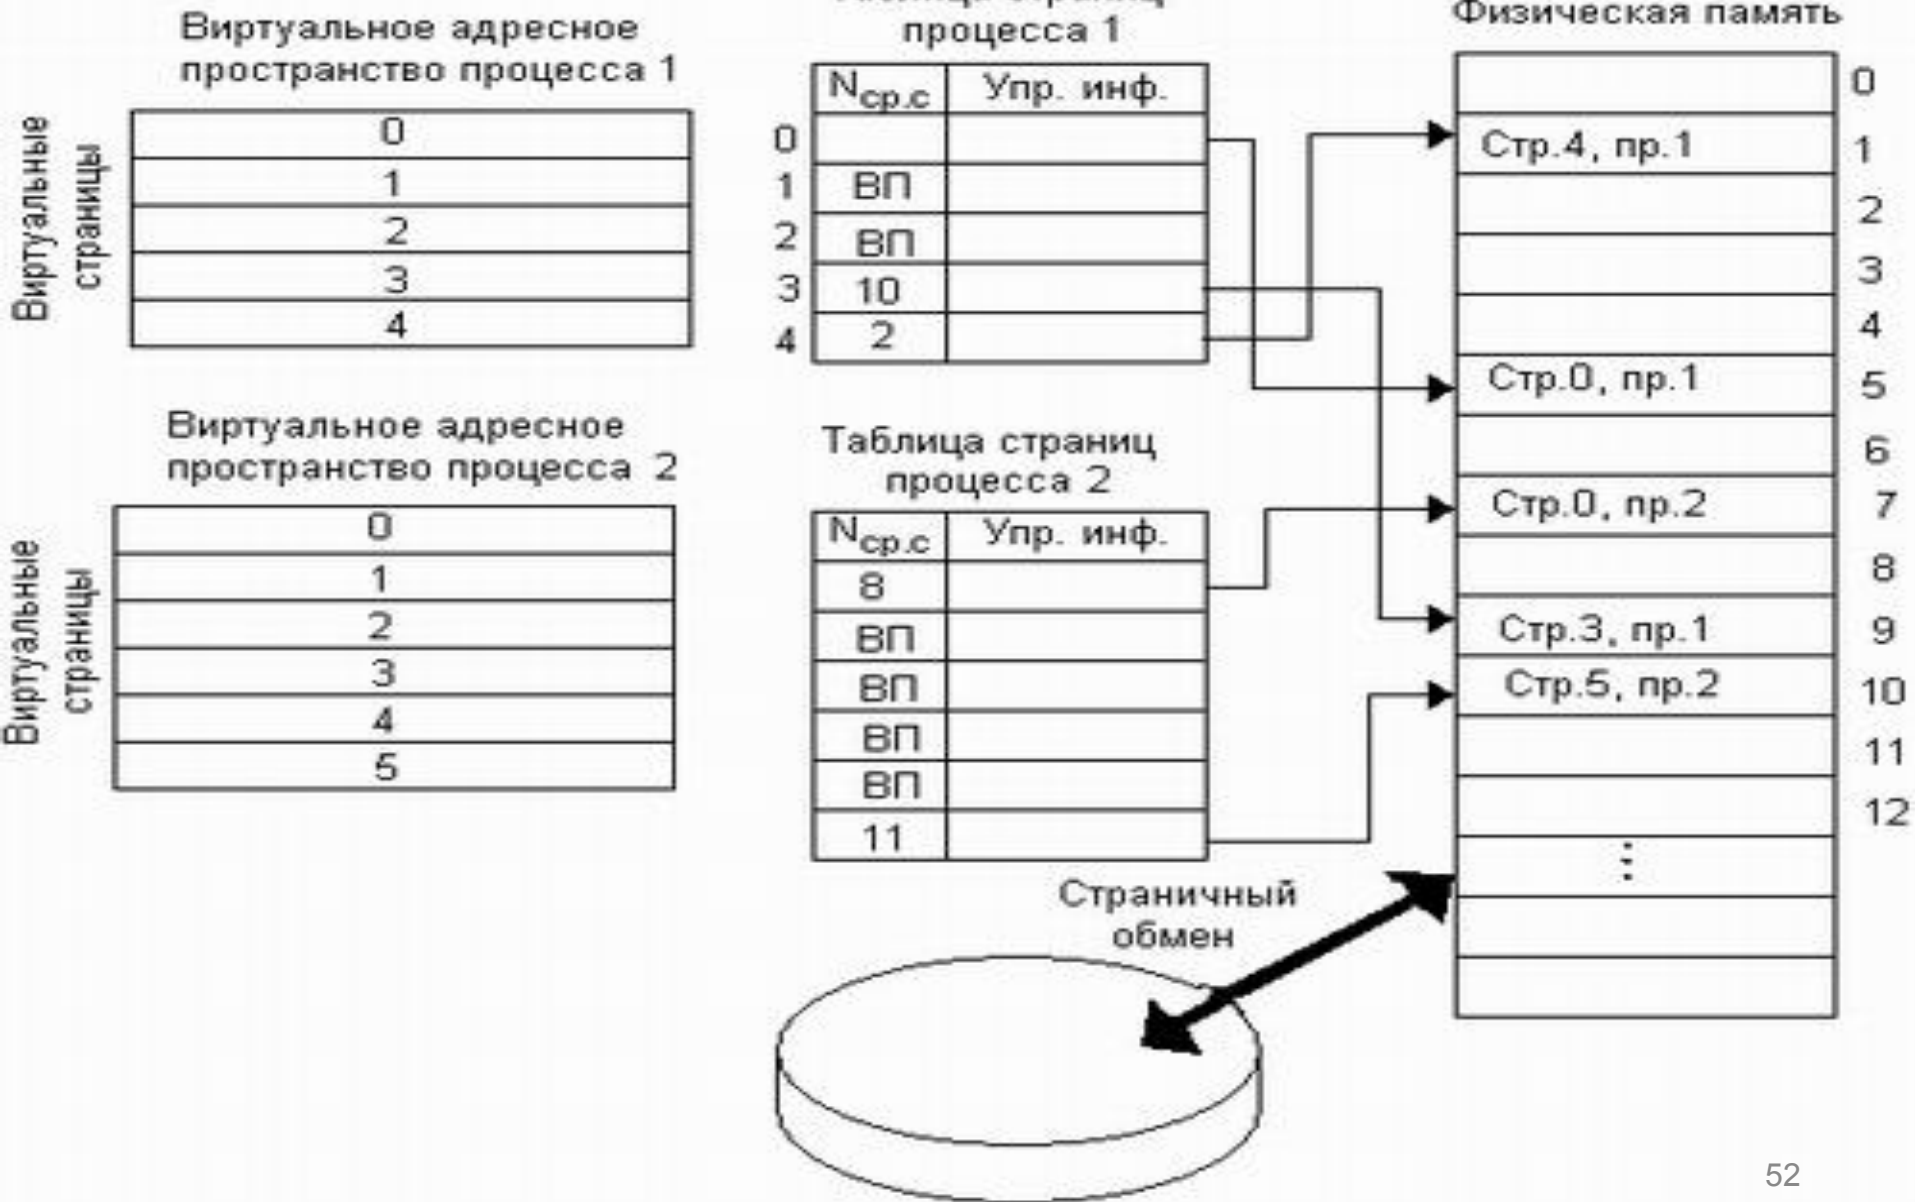 Виртуальное адресное
пространство процесса 1
Виртуальные
страницы
0
1
2
3
4
процесса 1
Nср.с Упр. инф.
0
1 ВП
2 ВП
3 10
4 2
Физическая память
0
Стр.4, пр.1 1
2
3
4
Стр.0, пр.1 5
6
Стр.0, пр.2 7
8
Стр.3, пр.1 9
Стр.5, пр.2 10
11
12
⋮
Виртуальное адресное
пространство процесса 2
Виртуальные
страницы
0
1
2
3
4
5
Таблица страниц
процесса 2
Nср.с Упр. инф.
8
ВП
ВП
ВП
ВП
11
Страничный
обмен
52